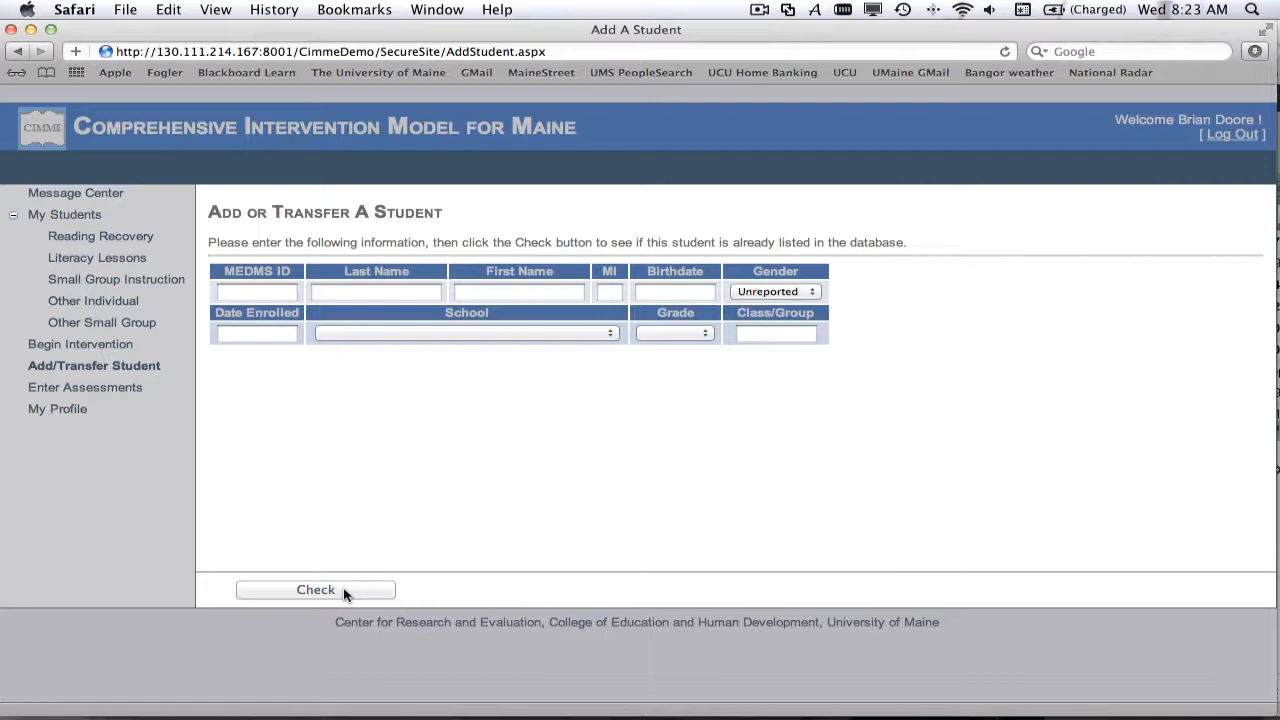 Safari File Edit View History Bookmarks Window Help (Charged) Wed 8:23 AM
Add A Student
http://130.111.214.167:8001/CimmeDemo/SecureSite/AddStudent.aspx Google
Apple Fogler Blackboard Learn The University of Maine GMail MaineStreet UMS PeopleSearch UCU Home Banking UCU UMaine GMail Bangor weather National Radar
CIMME Comprehensive Intervention Model for Maine
Welcome Brian Doore !
[ Log Out ]
Message Center
My Students
Reading Recovery
Literacy Lessons
Small Group Instruction
Other Individual
Other Small Group
Begin Intervention
Add/Transfer Student
Enter Assessments
My Profile
Add or Transfer A Student
Please enter the following information, then click the Check button to see if this student is already listed in the database.
MEDMS ID Last Name First Name MI Birthdate Gender
Unreported
Date Enrolled School Grade Class/Group
Check
Center for Research and Evaluation, College of Education and Human Development, University of Maine